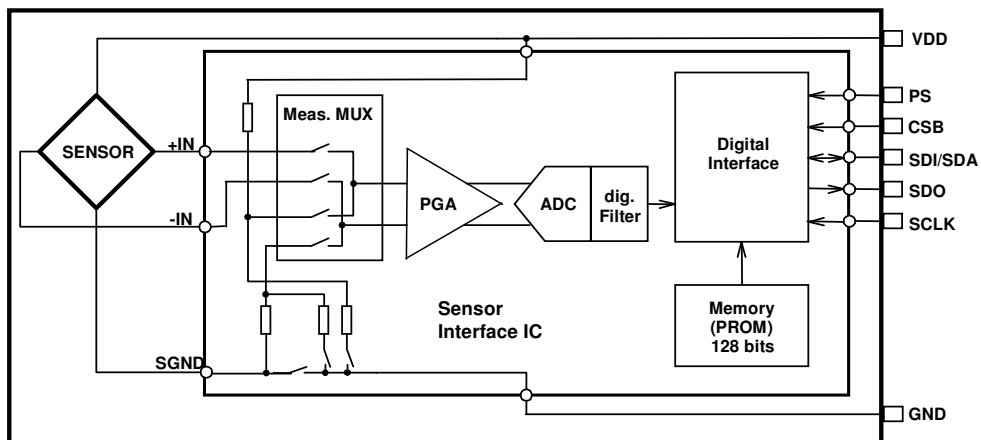 VDD
PS
CSB
SDI/SDA
SDO
SCLK
GND
SENSOR
+IN
-IN
SGND
Meas. MUX
PGA
ADC
dig.
Filter
Digital
Interface
Memory
(PROM)
128 bits
Sensor
Interface IC